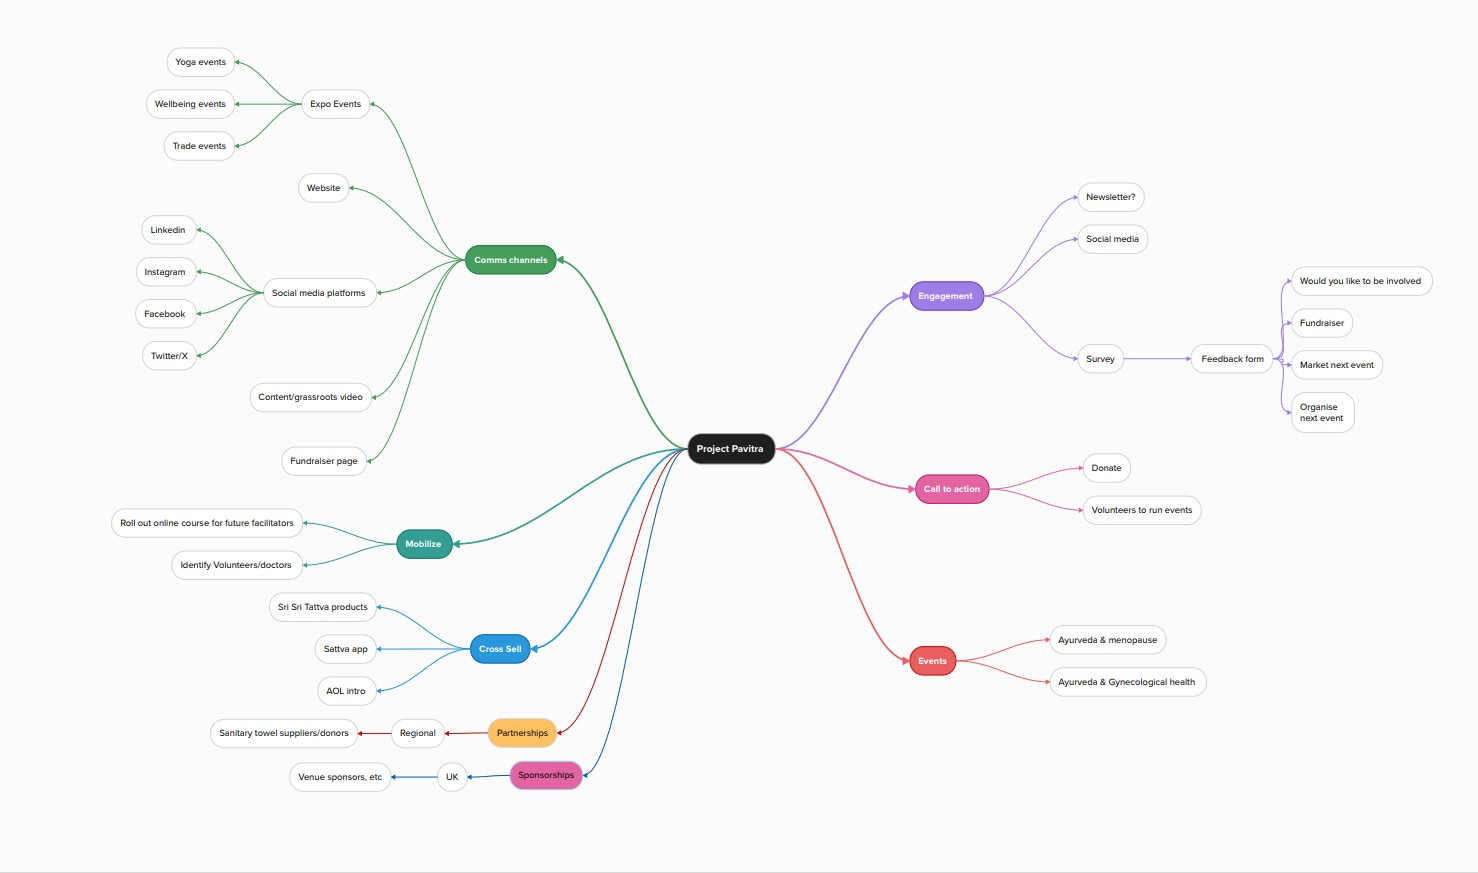 Project Pavitra
Comms channels
Expo Events
Yoga events
Wellbeing events
Trade events
Website
Social media platforms
Linkedin
Instagram
Facebook
Twitter/X
Content/grassroots video
Fundraiser page
Mobilize
Roll out online course for future facilitators
Identify Volunteers/doctors
Cross Sell
Sri Sri Tattva products
Sattva app
AOL intro
Partnerships
Regional
Sanitary towel suppliers/donors
Sponsorships
UK
Venue sponsors, etc
Engagement
Newsletter?
Social media
Survey
Feedback form
Would you like to be involved
Fundraiser
Market next event
Organise
next event
Call to action
Donate
Volunteers to run events
Events
Ayurveda & menopause
Ayurveda & Gynecological health